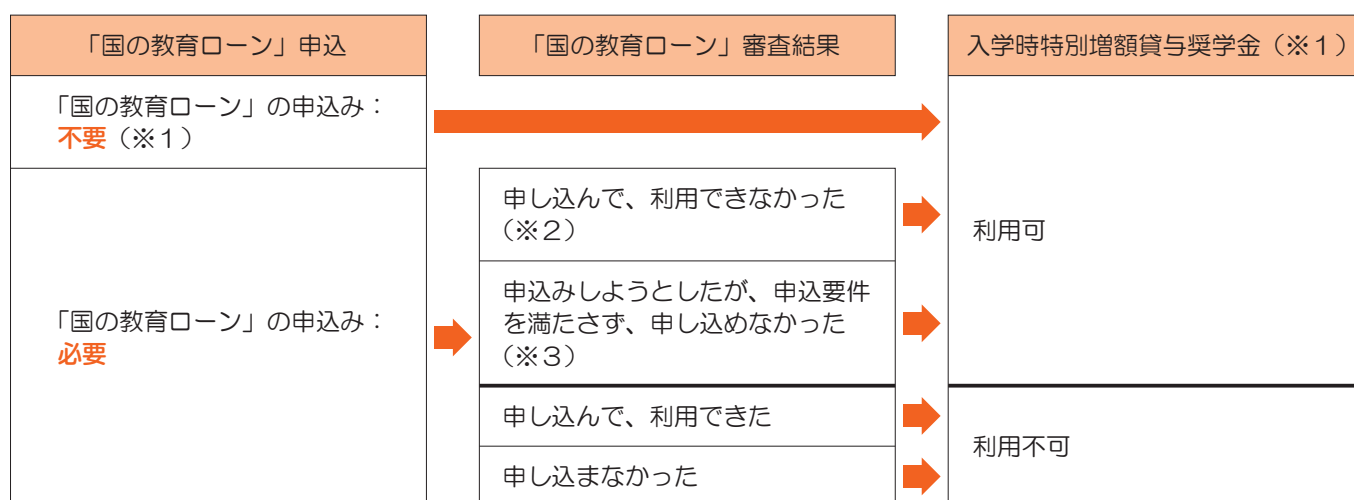 「国の教育ローン」申込
「国の教育ローン」審査結果
入学時特別増額貸与奨学金（※１）
「国の教育ローン」の申込み：
不要（※１）
申し込んで、利用できなかった
（※２）
利用可
「国の教育ローン」の申込み：
必要
申込みしようとしたが、申込要件
を満たさず、申し込めなかった
（※３）
申し込んで、利用できた
申し込まなかった
利用不可